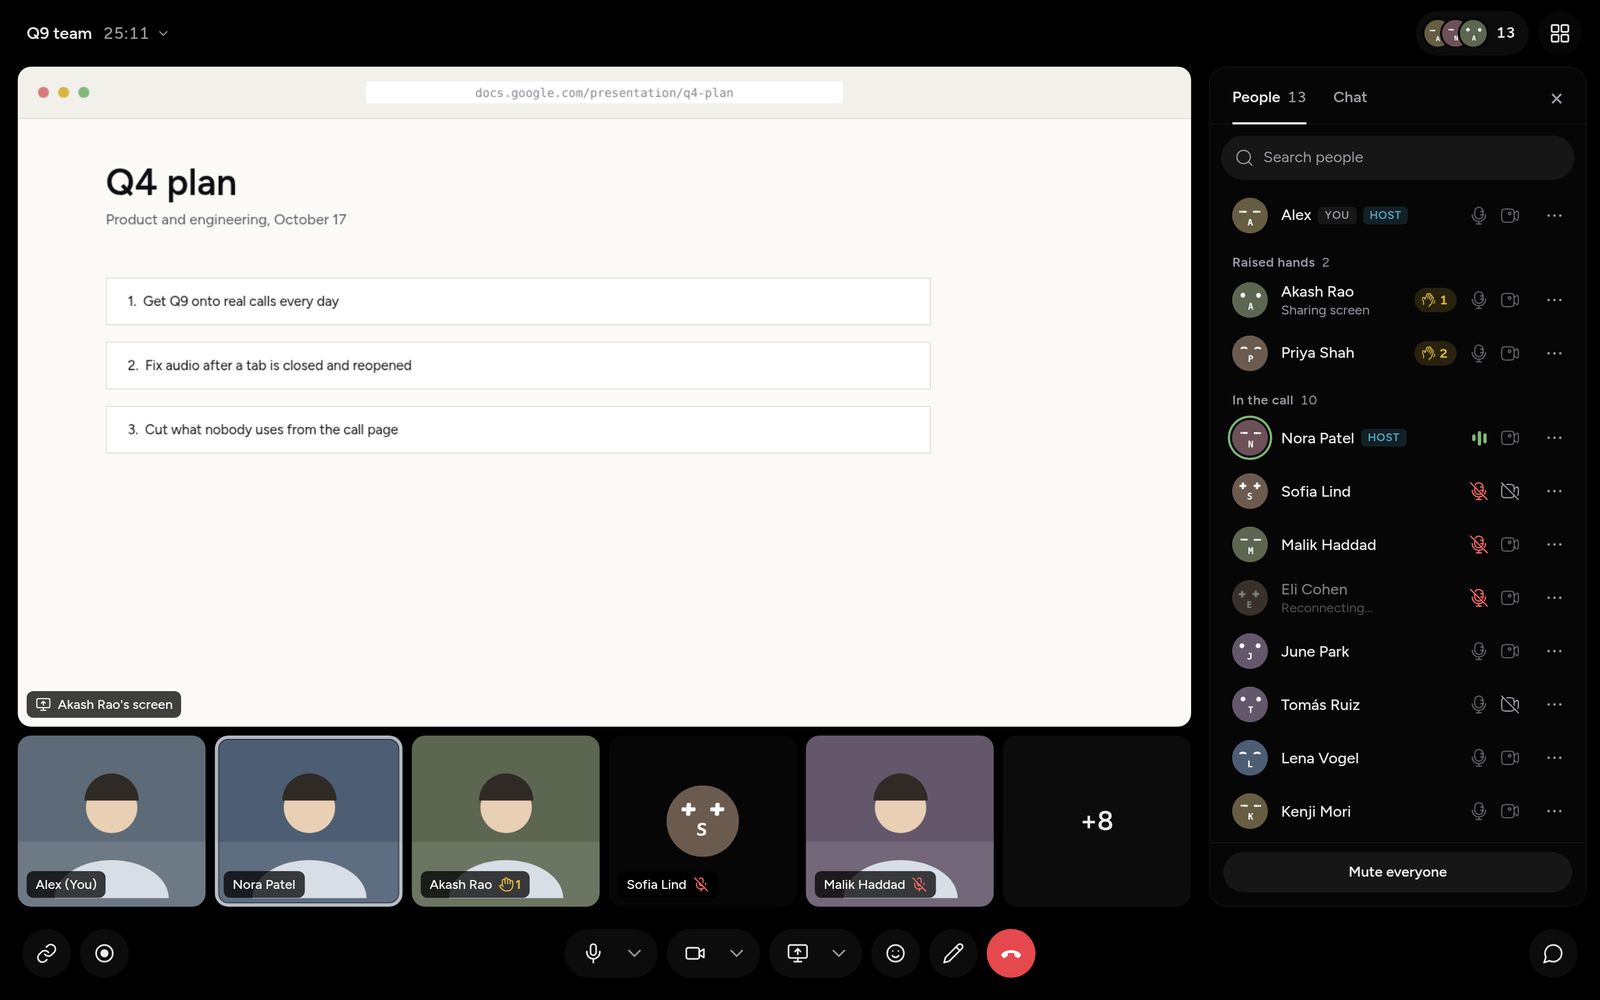 Q9 team 25:11
13
docs.google.com/presentation/q4-plan
Q4 plan
Product and engineering, October 17
1. Get Q9 onto real calls every day
2. Fix audio after a tab is closed and reopened
3. Cut what nobody uses from the call page
Akash Rao's screen
Alex (You)
Nora Patel
Akash Rao 1
S
Sofia Lind
Malik Haddad
+8
People 13 Chat
Search people
A
Alex YOU HOST
Raised hands 2
A
Akash Rao 1
Sharing screen
P
Priya Shah 2
In the call 10
N
Nora Patel HOST
S
Sofia Lind
M
Malik Haddad
E
Eli Cohen
Reconnecting...
J
June Park
T
Tomás Ruiz
L
Lena Vogel
K
Kenji Mori
Mute everyone